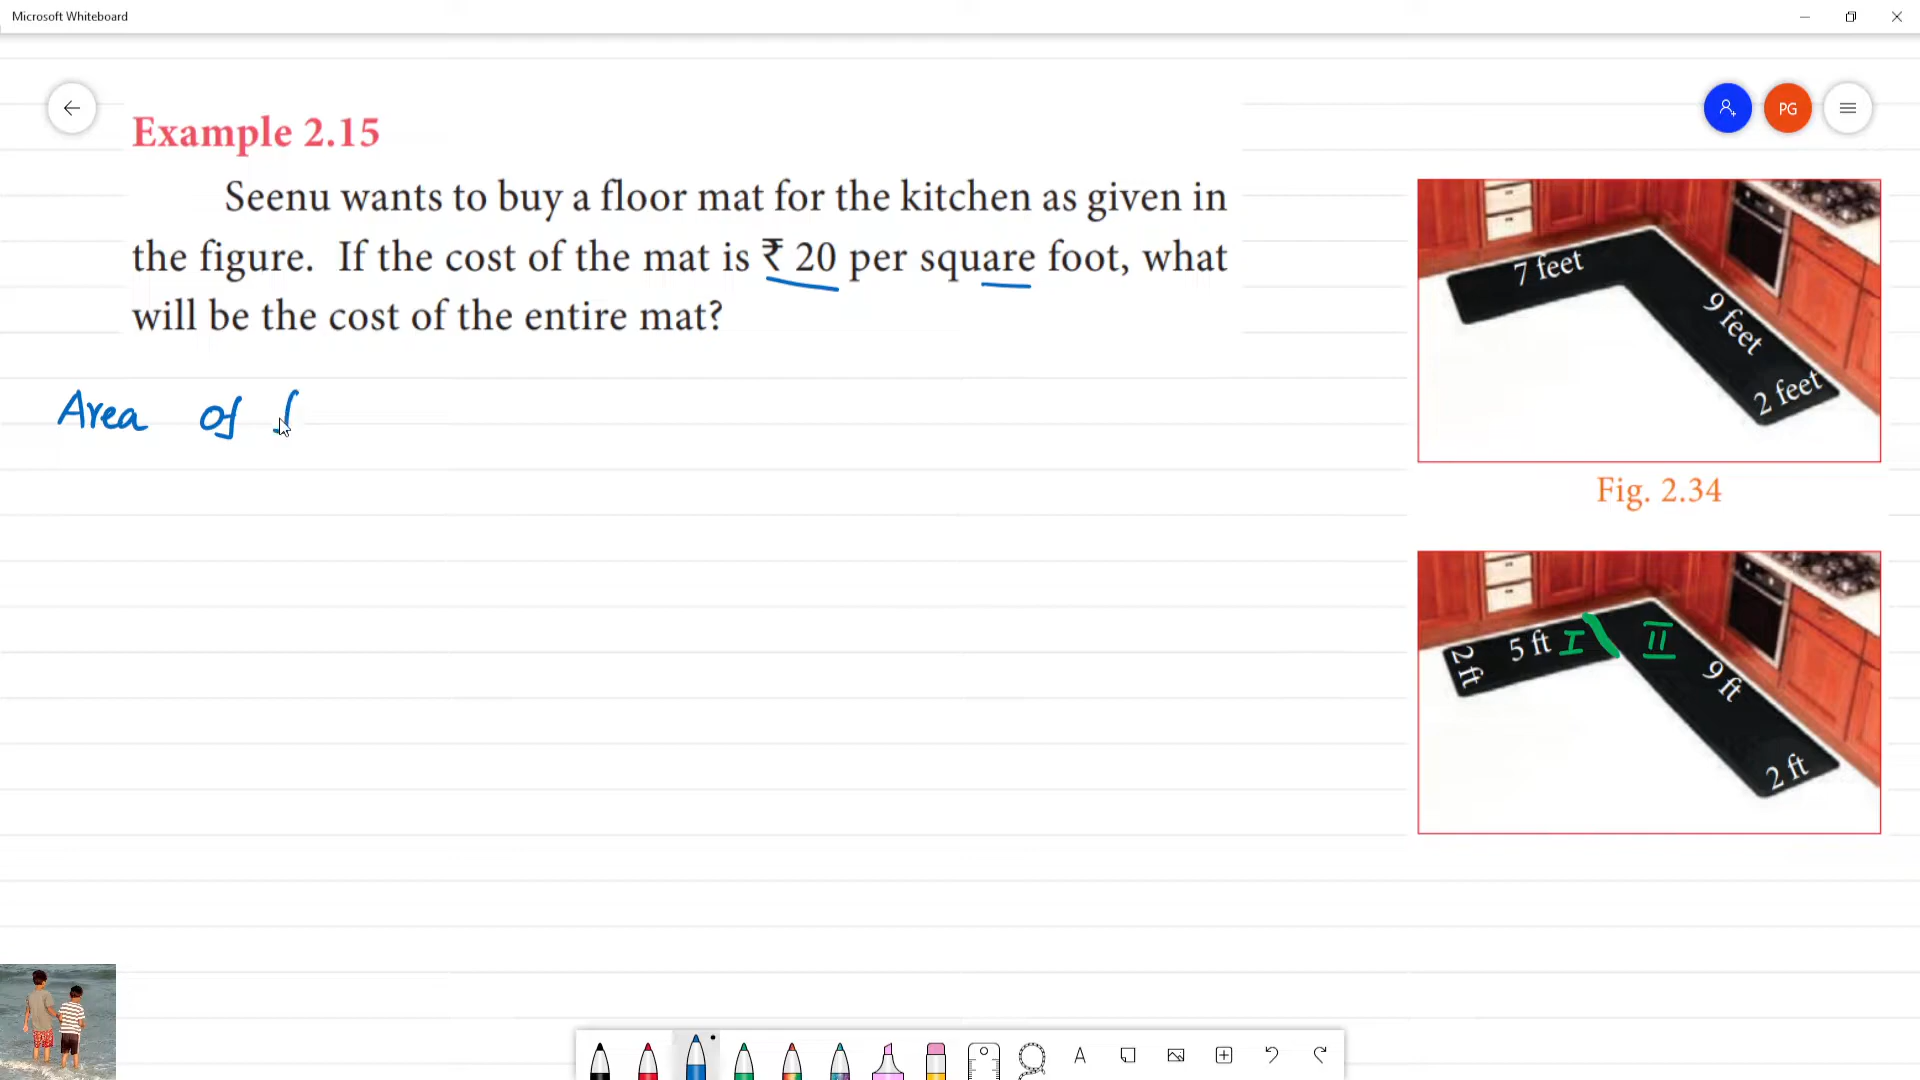 Microsoft Whiteboard
PG
Example 2.15
Seenu wants to buy a floor mat for the kitchen as given in
the figure. If the cost of the mat is ₹ 20 per square foot, what
will be the cost of the entire mat?
Area of
7 feet
9 feet
2 feet
Fig. 2.34
2 ft
5 ft I
II
9 ft
2 ft
A